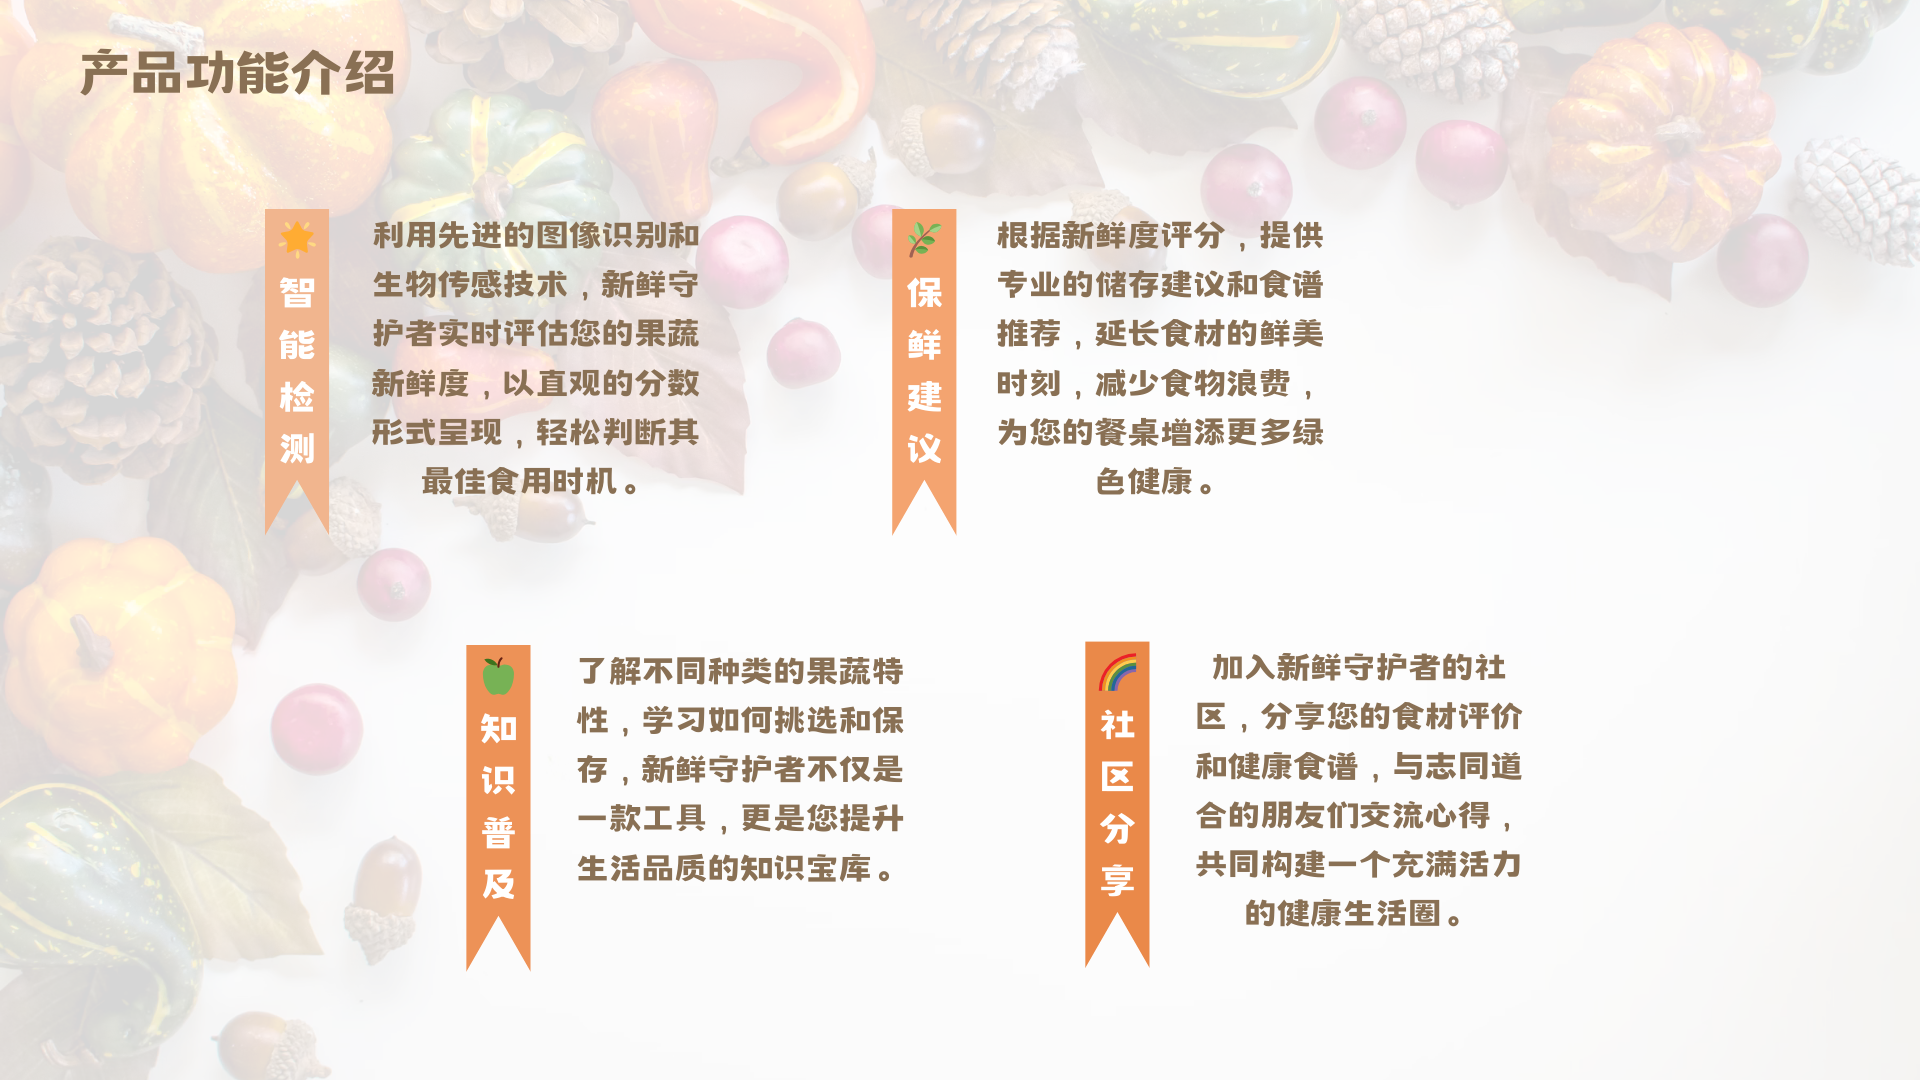 产品功能介绍
智能检测
利用先进的图像识别和
生物传感技术，新鲜守
护者实时评估您的果蔬
新鲜度，以直观的分数
形式呈现，轻松判断其
最佳食用时机。
保鲜建议
根据新鲜度评分，提供
专业的储存建议和食谱
推荐，延长食材的鲜美
时刻，减少食物浪费，
为您的餐桌增添更多绿
色健康。
知识普及
了解不同种类的果蔬特
性，学习如何挑选和保
存，新鲜守护者不仅是
一款工具，更是您提升
生活品质的知识宝库。
社区分享
加入新鲜守护者的社
区，分享您的食材评价
和健康食谱，与志同道
合的朋友们交流心得，
共同构建一个充满活力
的健康生活圈。